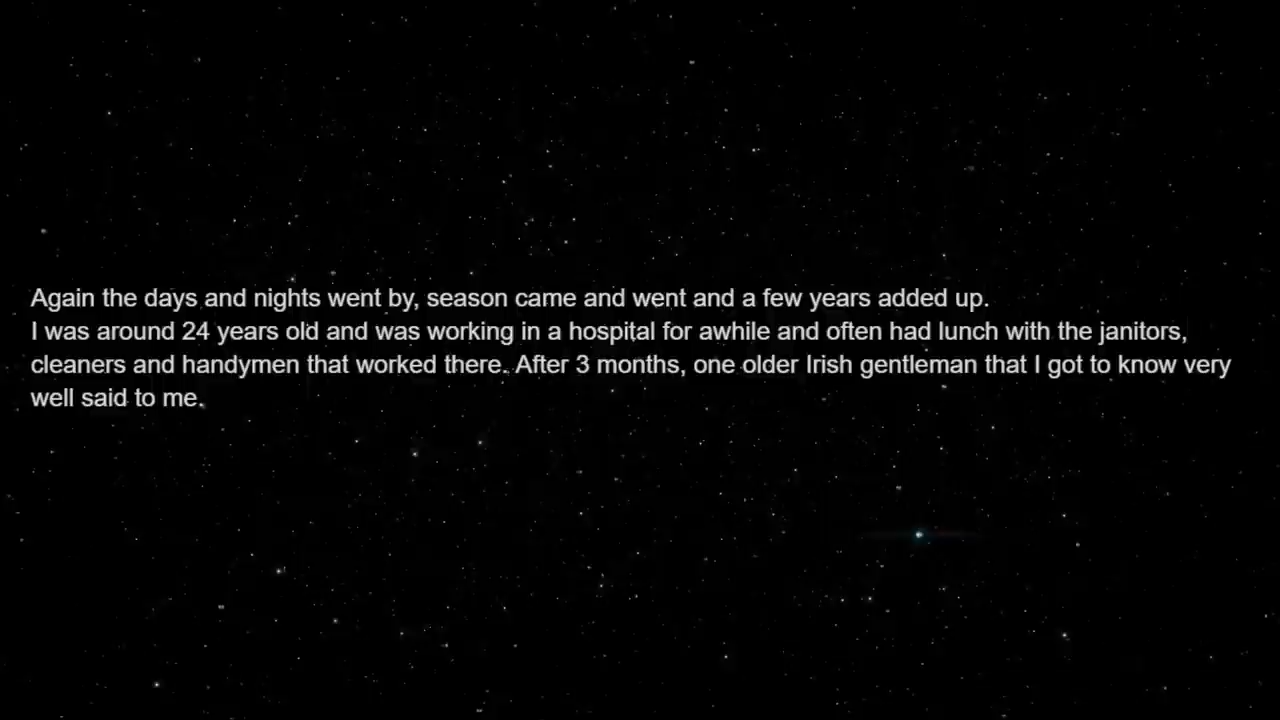 Again the days and nights went by, season came and went and a few years added up.
I was around 24 years old and was working in a hospital for awhile and often had lunch with the janitors,
cleaners and handymen that worked there. After 3 months, one older Irish gentleman that I got to know very
well said to me.